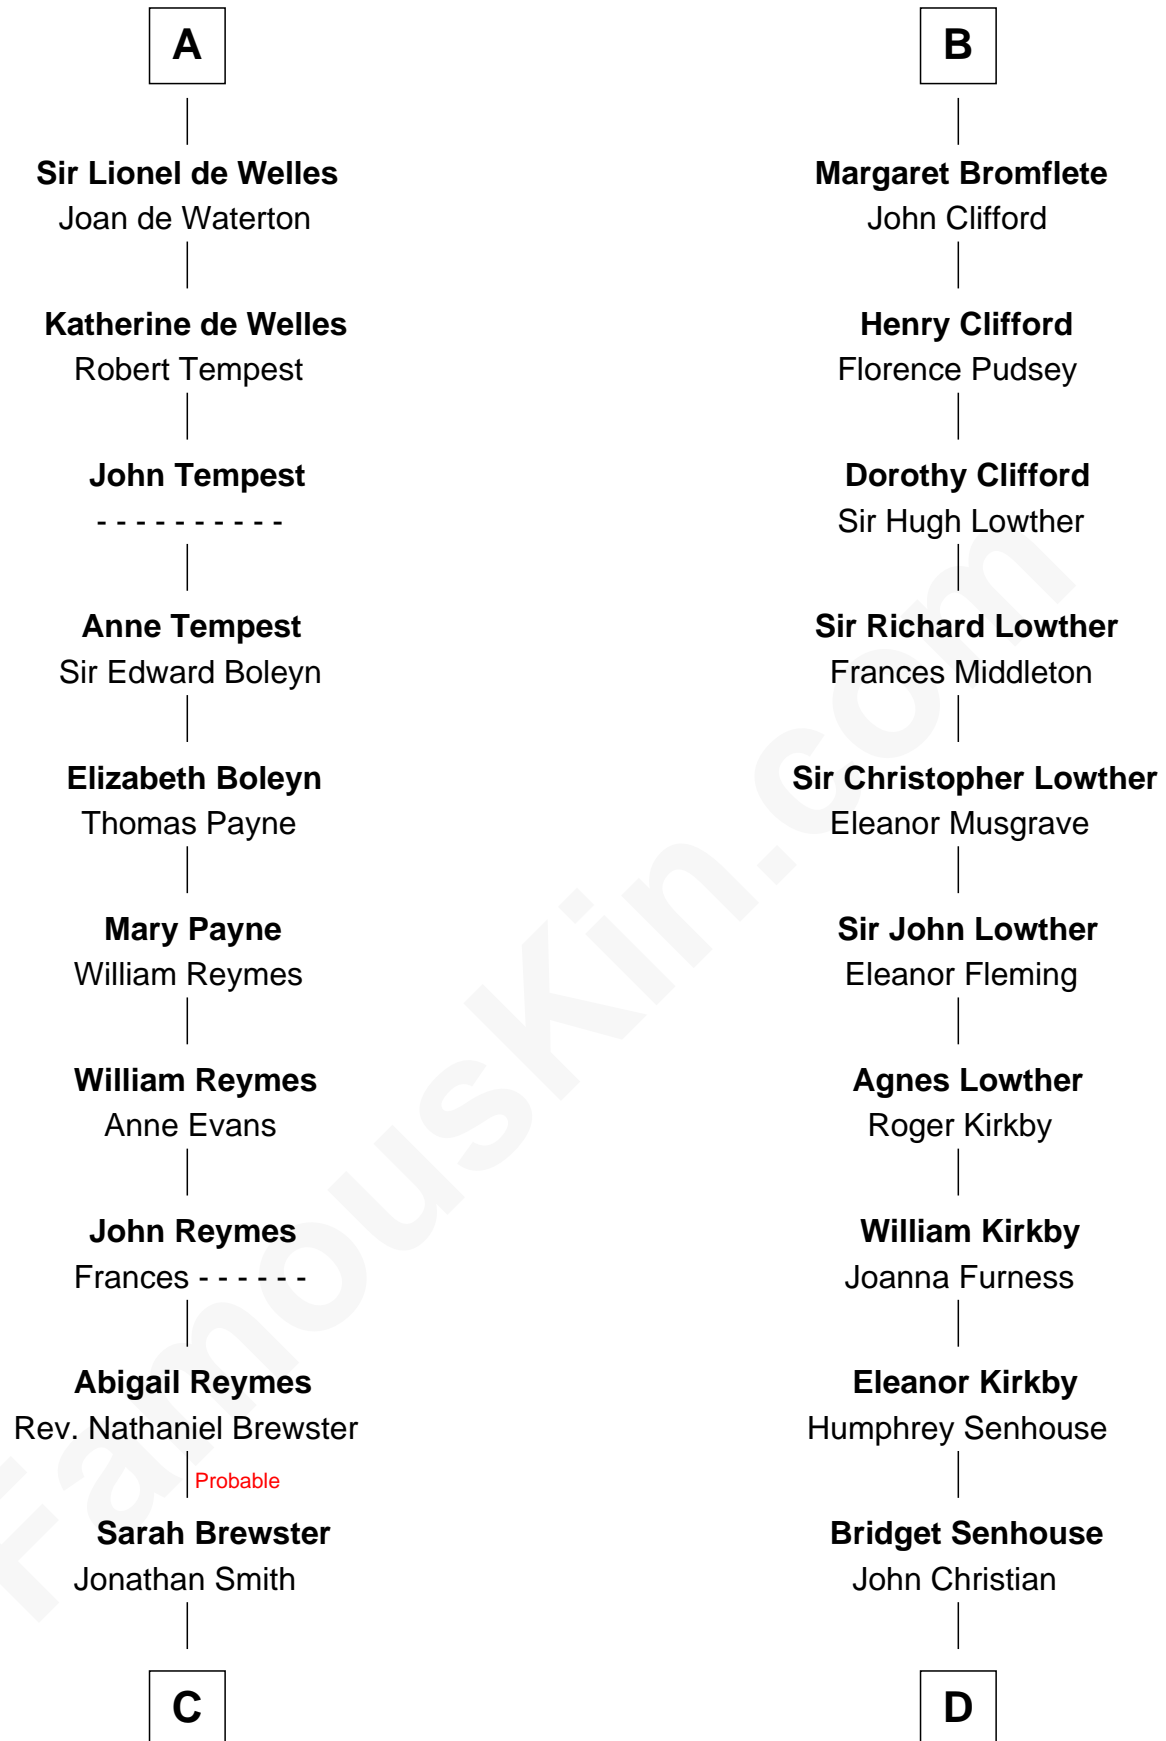 A
Sir Lionel de Welles
Joan de Waterton
Katherine de Welles
Robert Tempest
John Tempest
- - - - - - - - - -
Anne Tempest
Sir Edward Boleyn
Elizabeth Boleyn
Thomas Payne
Mary Payne
William Reymes
William Reymes
Anne Evans
John Reymes
Frances - - - - - -
Abigail Reymes
Rev. Nathaniel Brewster
Probable
Sarah Brewster
Jonathan Smith
C
B
Margaret Bromflete
John Clifford
Henry Clifford
Florence Pudsey
Dorothy Clifford
Sir Hugh Lowther
Sir Richard Lowther
Frances Middleton
Sir Christopher Lowther
Eleanor Musgrave
Sir John Lowther
Eleanor Fleming
Agnes Lowther
Roger Kirkby
William Kirkby
Joanna Furness
Eleanor Kirkby
Humphrey Senhouse
Bridget Senhouse
John Christian
D
FamousKin.com